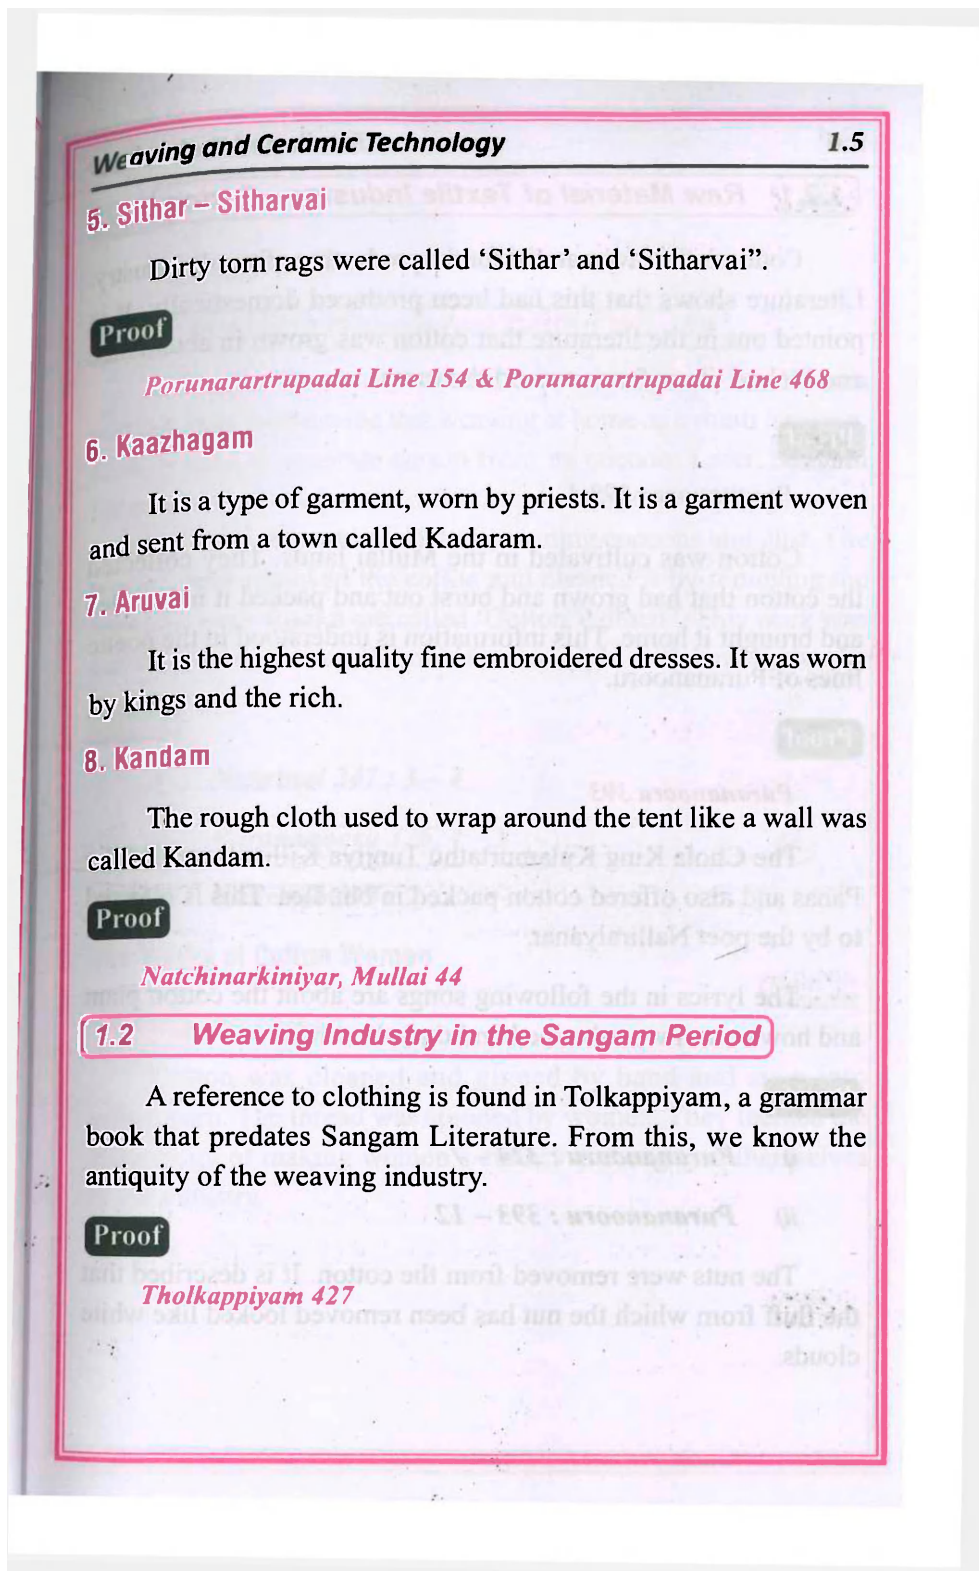 Weaving and Ceramic Technology 1.5
5. Sithar – Sitharvai
Dirty torn rags were called ‘Sithar’ and ‘Sitharvai”.
Proof
Porunarartrupadai Line 154 & Porunarartrupadai Line 468
6. Kaazhagam
It is a type of garment, worn by priests. It is a garment woven
and sent from a town called Kadaram.
7. Aruvai
It is the highest quality fine embroidered dresses. It was worn
by kings and the rich.
8. Kandam
The rough cloth used to wrap around the tent like a wall was
called Kandam.
Proof
Natchinarkiniyar, Mullai 44
1.2 Weaving Industry in the Sangam Period
A reference to clothing is found in Tolkappiyam, a grammar
book that predates Sangam Literature. From this, we know the
antiquity of the weaving industry.
Proof
Tholkappiyam 427